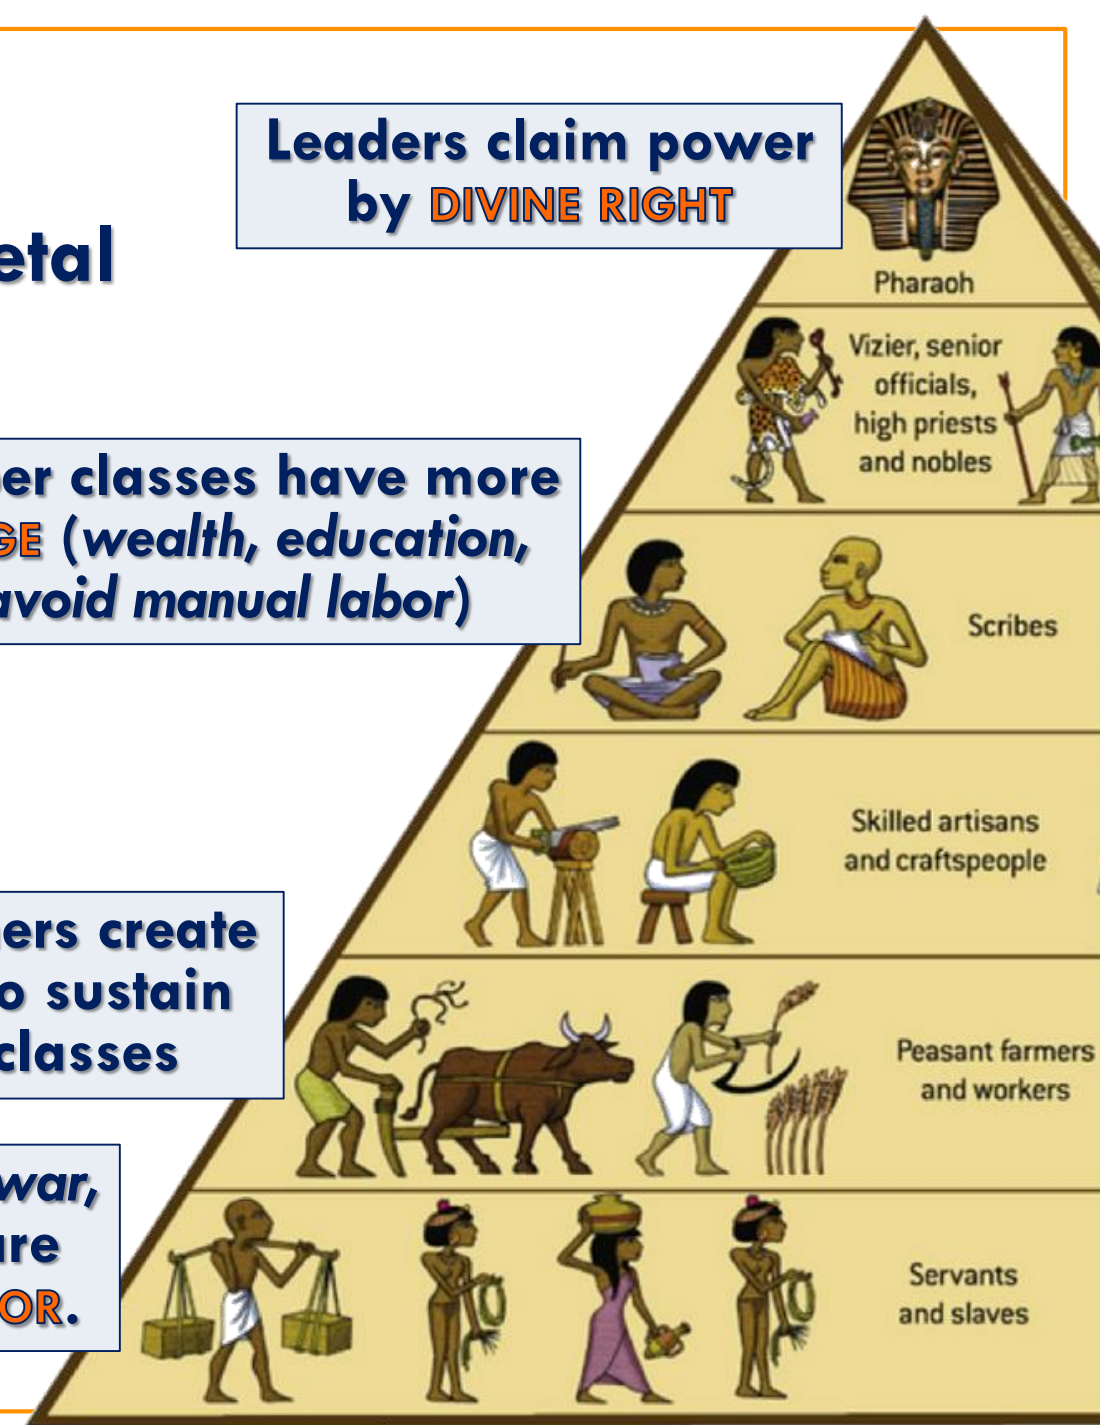 Leaders claim power
by DIVINE RIGHT
etal
Pharaoh
Vizier, senior
officials,
high priests
and nobles
er classes have more
GE (wealth, education,
avoid manual labor)
Scribes
Skilled artisans
and craftspeople
ers create
o sustain
classes
Peasant farmers
and workers
war,
are
OR.
Servants
and slaves